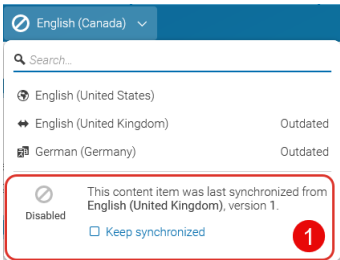 English (Canada)
Search...
English (United States)
English (United Kingdom) Outdated
German (Germany) Outdated
This content item was last synchronized from
English (United Kingdom), version 1.
Disabled
Keep synchronized
1